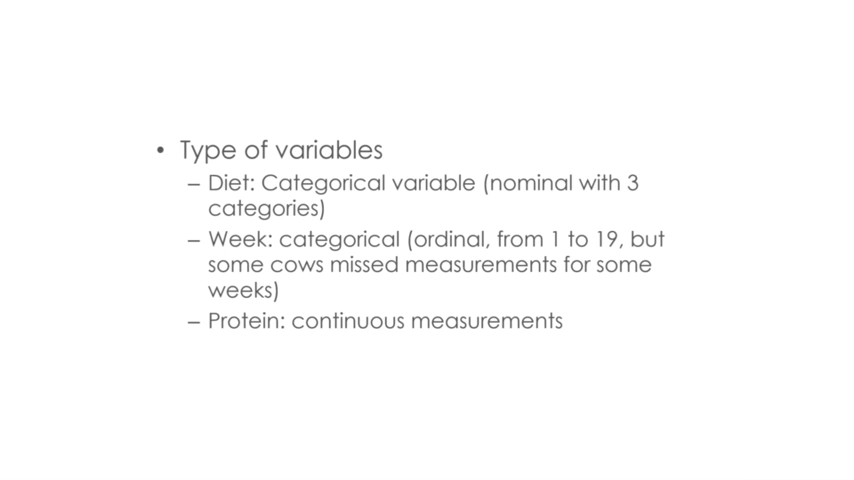 • Type of variables
– Diet: Categorical variable (nominal with 3
categories)
– Week: categorical (ordinal, from 1 to 19, but
some cows missed measurements for some
weeks)
– Protein: continuous measurements